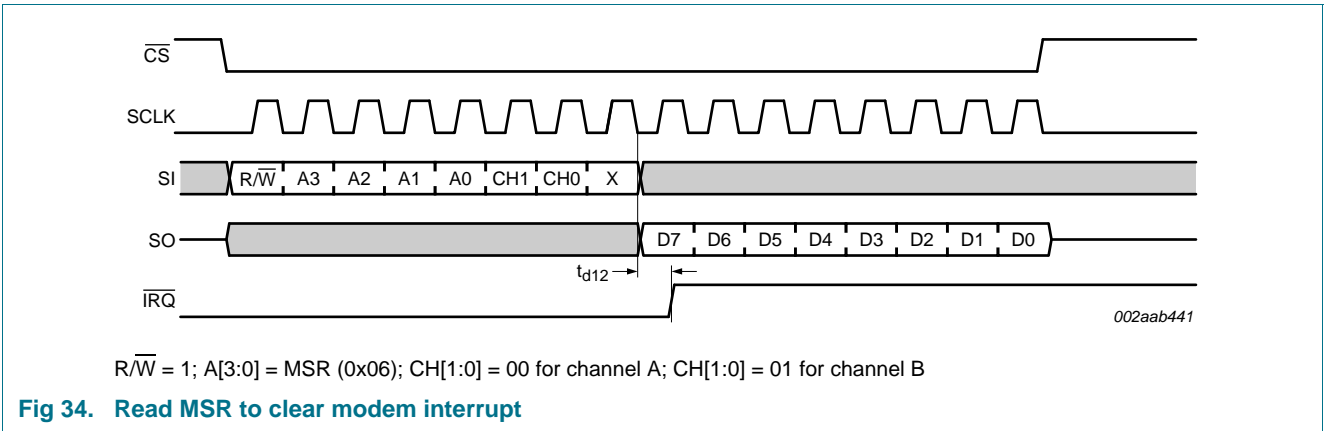 CS
SCLK
SI R/W A3 A2 A1 A0 CH1 CH0 X
SO D7 D6 D5 D4 D3 D2 D1 D0
td12
IRQ
002aab441
R/W = 1; A[3:0] = MSR (0x06); CH[1:0] = 00 for channel A; CH[1:0] = 01 for channel B
Fig 34. Read MSR to clear modem interrupt